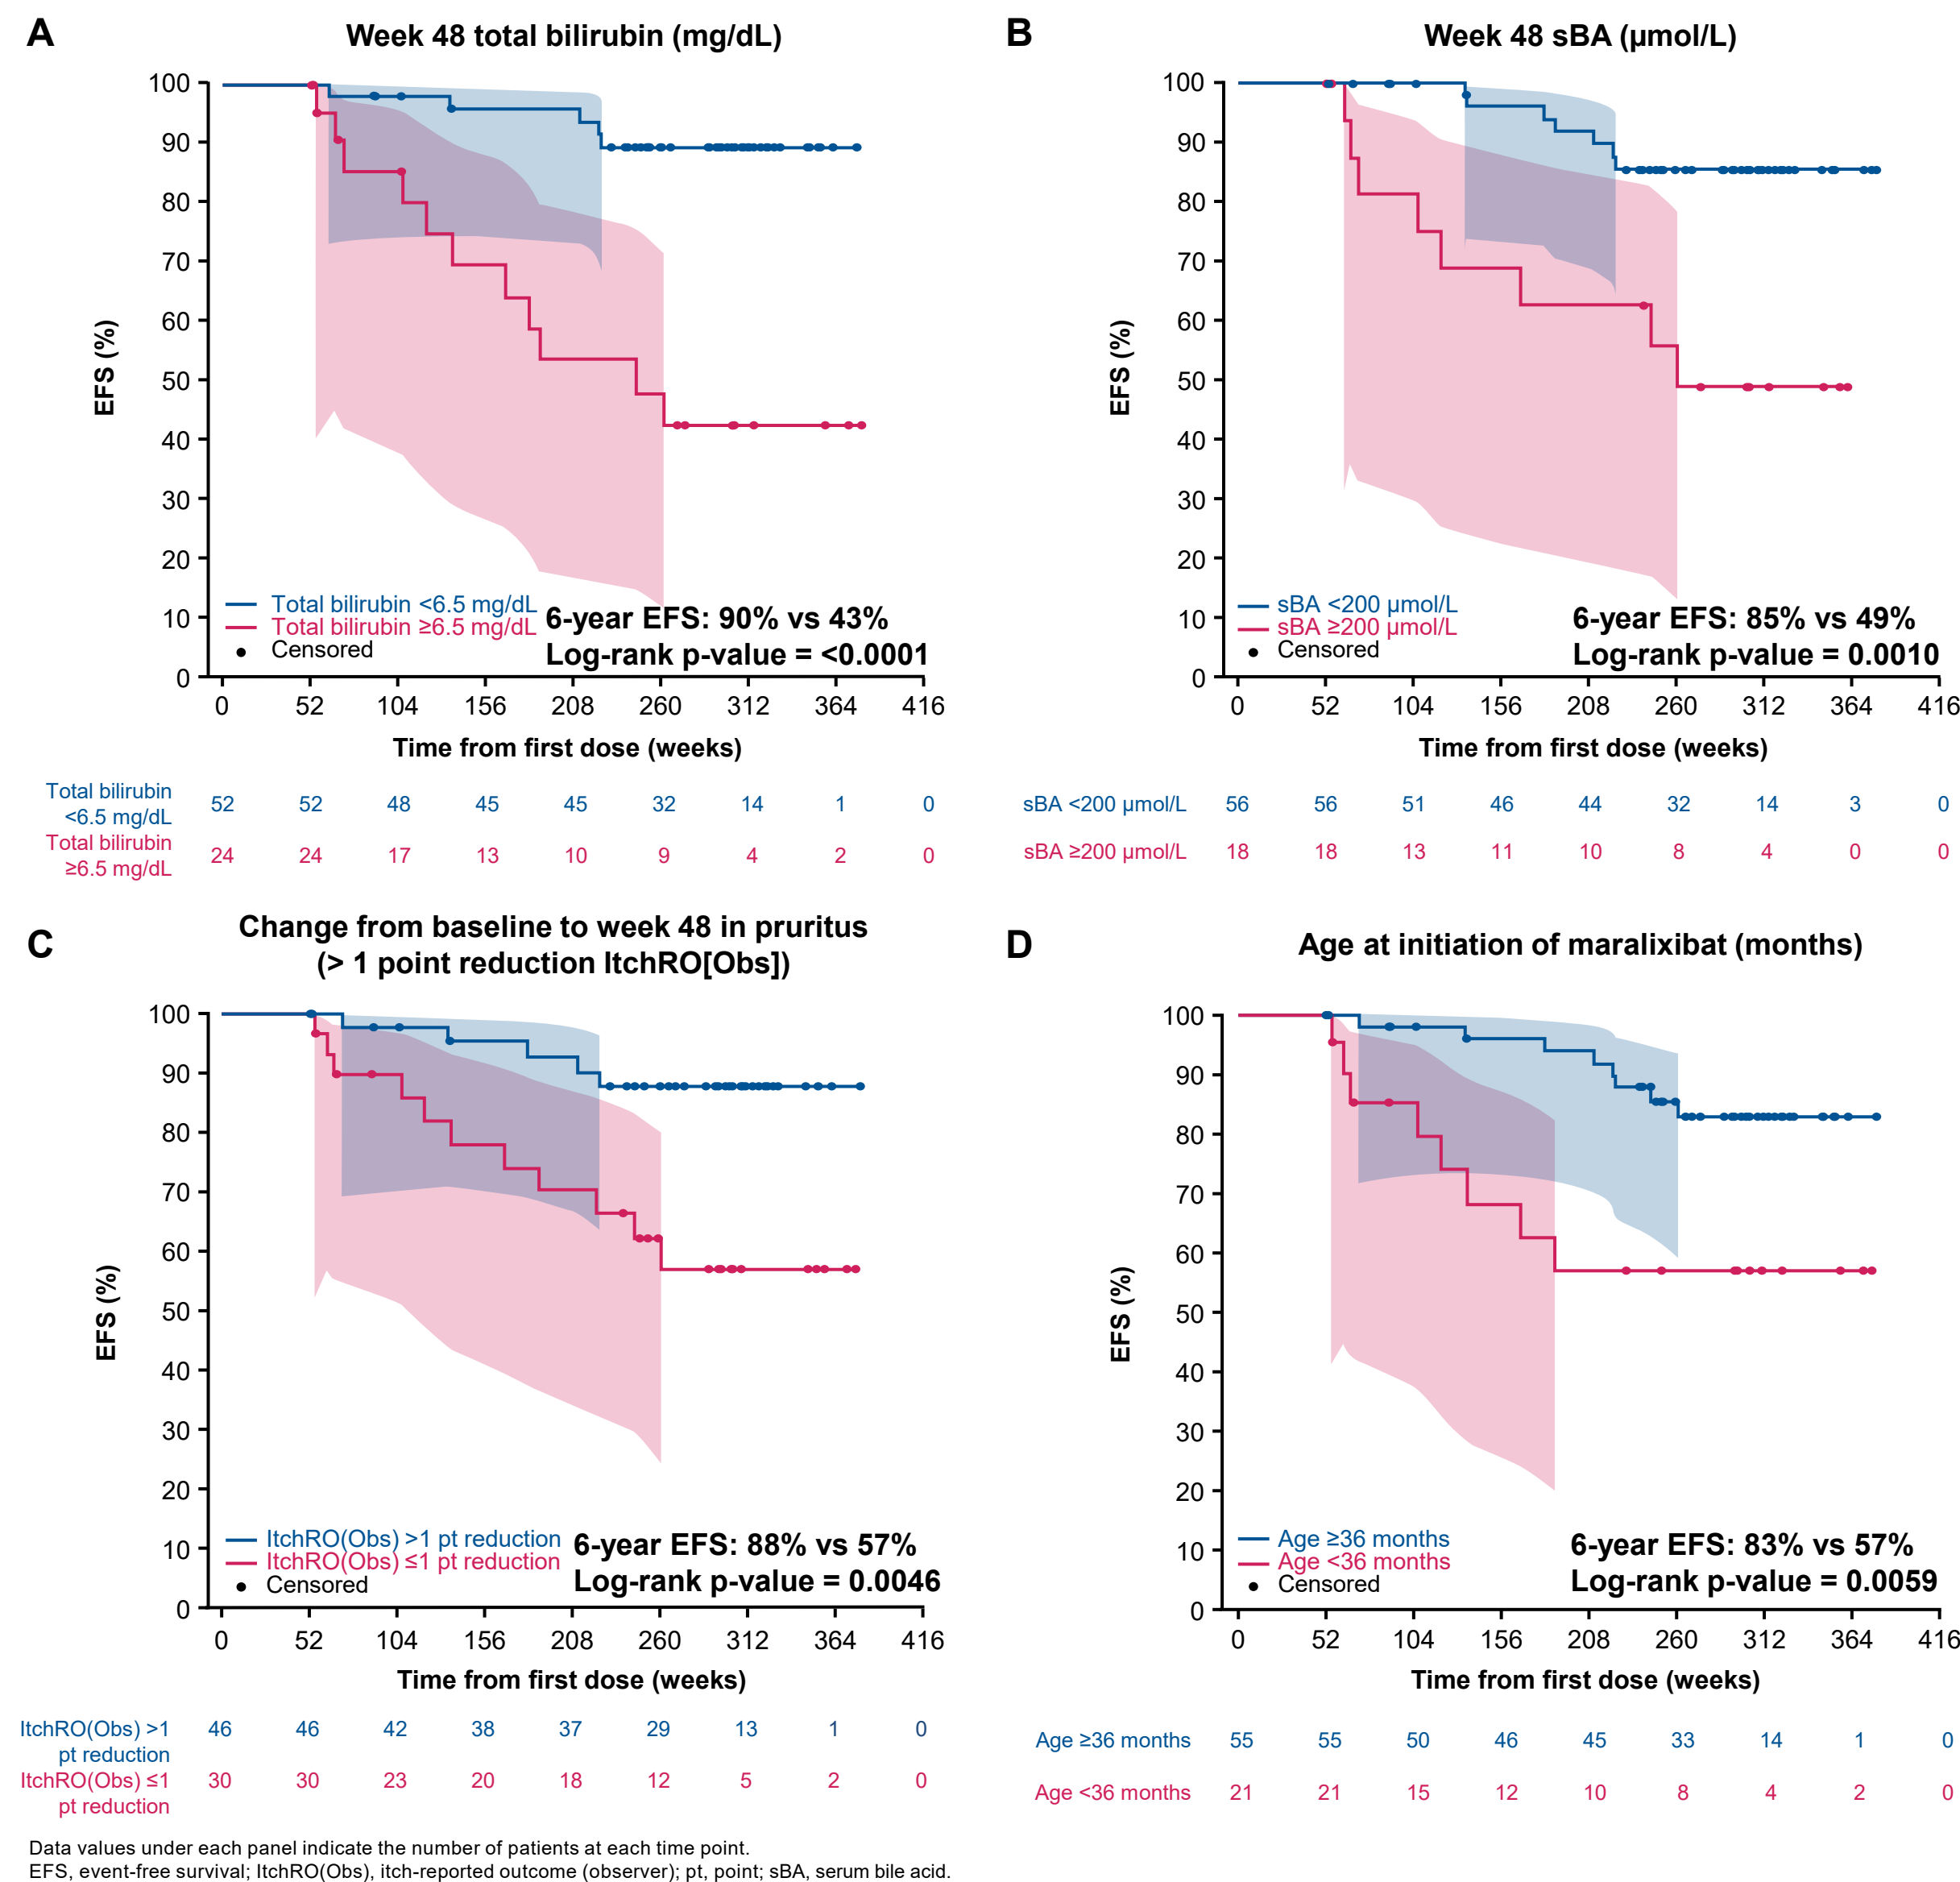 A
Week 48 total bilirubin (mg/dL)
EFS (%)
100
90
80
70
60
50
40
30
20
10
0
Total bilirubin <6.5 mg/dL
Total bilirubin ≥6.5 mg/dL
Censored
6-year EFS: 90% vs 43%
Log-rank p-value = <0.0001
0 52 104 156 208 260 312 364 416
Time from first dose (weeks)
Total bilirubin
<6.5 mg/dL
52 52 48 45 45 32 14 1 0
Total bilirubin
≥6.5 mg/dL
24 24 17 13 10 9 4 2 0
B
Week 48 sBA (µmol/L)
EFS (%)
100
90
80
70
60
50
40
30
20
10
0
sBA <200 µmol/L
sBA ≥200 µmol/L
Censored
6-year EFS: 85% vs 49%
Log-rank p-value = 0.0010
0 52 104 156 208 260 312 364 416
Time from first dose (weeks)
sBA <200 µmol/L 56 56 51 46 44 32 14 3 0
sBA ≥200 µmol/L 18 18 13 11 10 8 4 0 0
C
Change from baseline to week 48 in pruritus
(> 1 point reduction ItchRO[Obs])
EFS (%)
100
90
80
70
60
50
40
30
20
10
0
ItchRO(Obs) >1 pt reduction
ItchRO(Obs) ≤1 pt reduction
Censored
6-year EFS: 88% vs 57%
Log-rank p-value = 0.0046
0 52 104 156 208 260 312 364 416
Time from first dose (weeks)
ItchRO(Obs) >1
pt reduction
46 46 42 38 37 29 13 1 0
ItchRO(Obs) ≤1
pt reduction
30 30 23 20 18 12 5 2 0
D
Age at initiation of maralixibat (months)
EFS (%)
100
90
80
70
60
50
40
30
20
10
0
Age ≥36 months
Age <36 months
Censored
6-year EFS: 83% vs 57%
Log-rank p-value = 0.0059
0 52 104 156 208 260 312 364 416
Time from first dose (weeks)
Age ≥36 months 55 55 50 46 45 33 14 1 0
Age <36 months 21 21 15 12 10 8 4 2 0
Data values under each panel indicate the number of patients at each time point.
EFS, event-free survival; ItchRO(Obs), itch-reported outcome (observer); pt, point; sBA, serum bile acid.